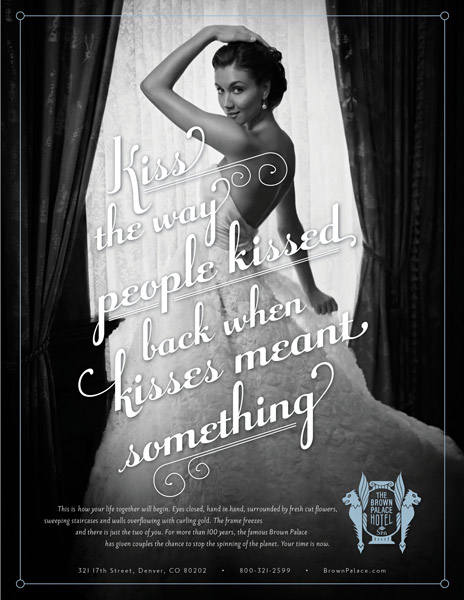 Kiss
the way
people kissed
back when
kisses meant
something
This is how your life together will begin. Eyes closed, hand in hand, surrounded by fresh cut flowers,
sweeping staircases and walls overflowing with curling gold. The frame freezes
and there is just the two of you. For more than 100 years, the famous Brown Palace
has given couples the chance to stop the spinning of the planet. Your time is now.
THE
BROWN
PALACE
HOTEL
SPA
321 17th Street, Denver, CO 80202 • 800-321-2599 • BrownPalace.com